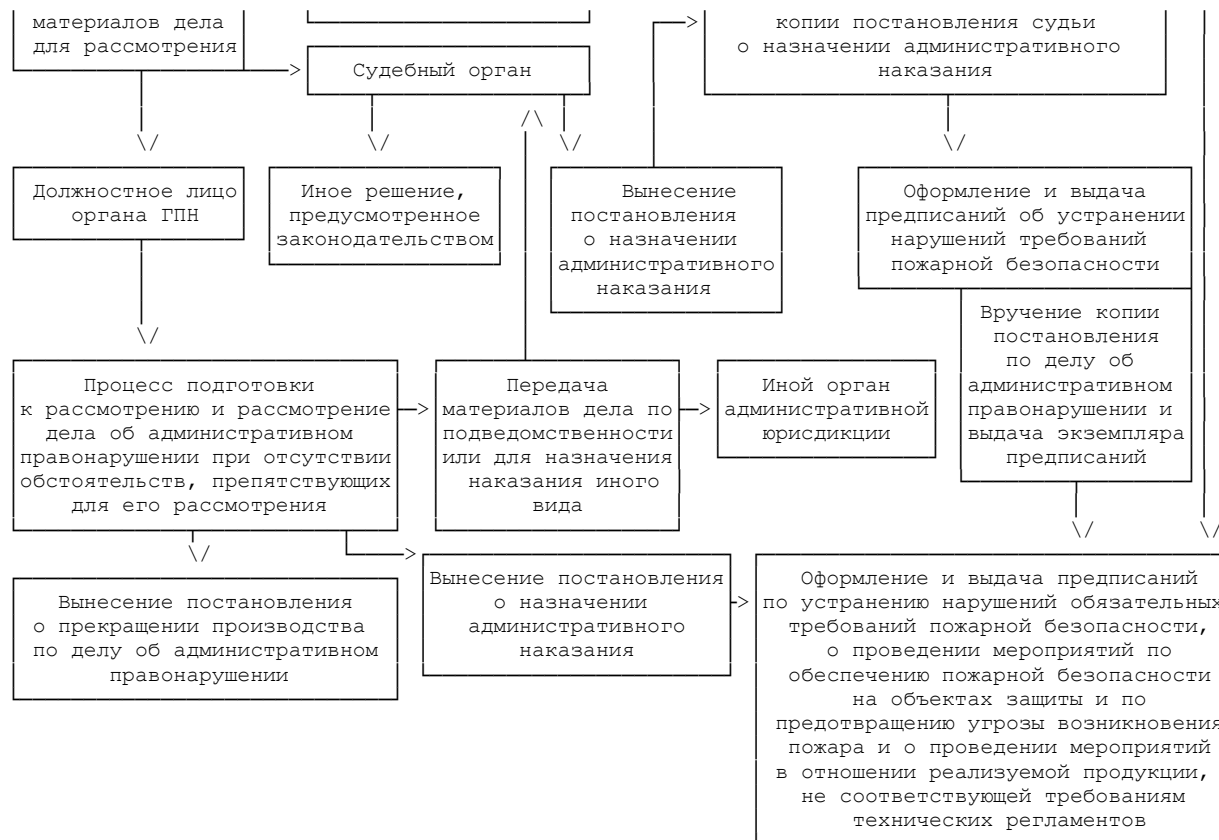 материалов дела
для рассмотрения
копии постановления судьи
о назначении административного
наказания
Судебный орган
Должностное лицо
органа ГПН
Иное решение,
предусмотренное
законодательством
Вынесение
постановления
о назначении
административного
наказания
Оформление и выдача
предписаний об устранении
нарушений требований
пожарной безопасности
Вручение копии
постановления
по делу об
административном
правонарушении и
выдача экземпляра
предписаний
Процесс подготовки
к рассмотрению и рассмотрение
дела об административном
правонарушении при отсутствии
обстоятельств, препятствующих
для его рассмотрения
Передача
материалов дела по
подведомственности
или для назначения
наказания иного
вида
Иной орган
административной
юрисдикции
Вынесение постановления
о прекращении производства
по делу об административном
правонарушении
Вынесение постановления
о назначении
административного
наказания
Оформление и выдача предписаний
по устранению нарушений обязательных
требований пожарной безопасности,
о проведении мероприятий по
обеспечению пожарной безопасности
на объектах защиты и по
предотвращению угрозы возникновения
пожара и о проведении мероприятий
в отношении реализуемой продукции,
не соответствующей требованиям
технических регламентов